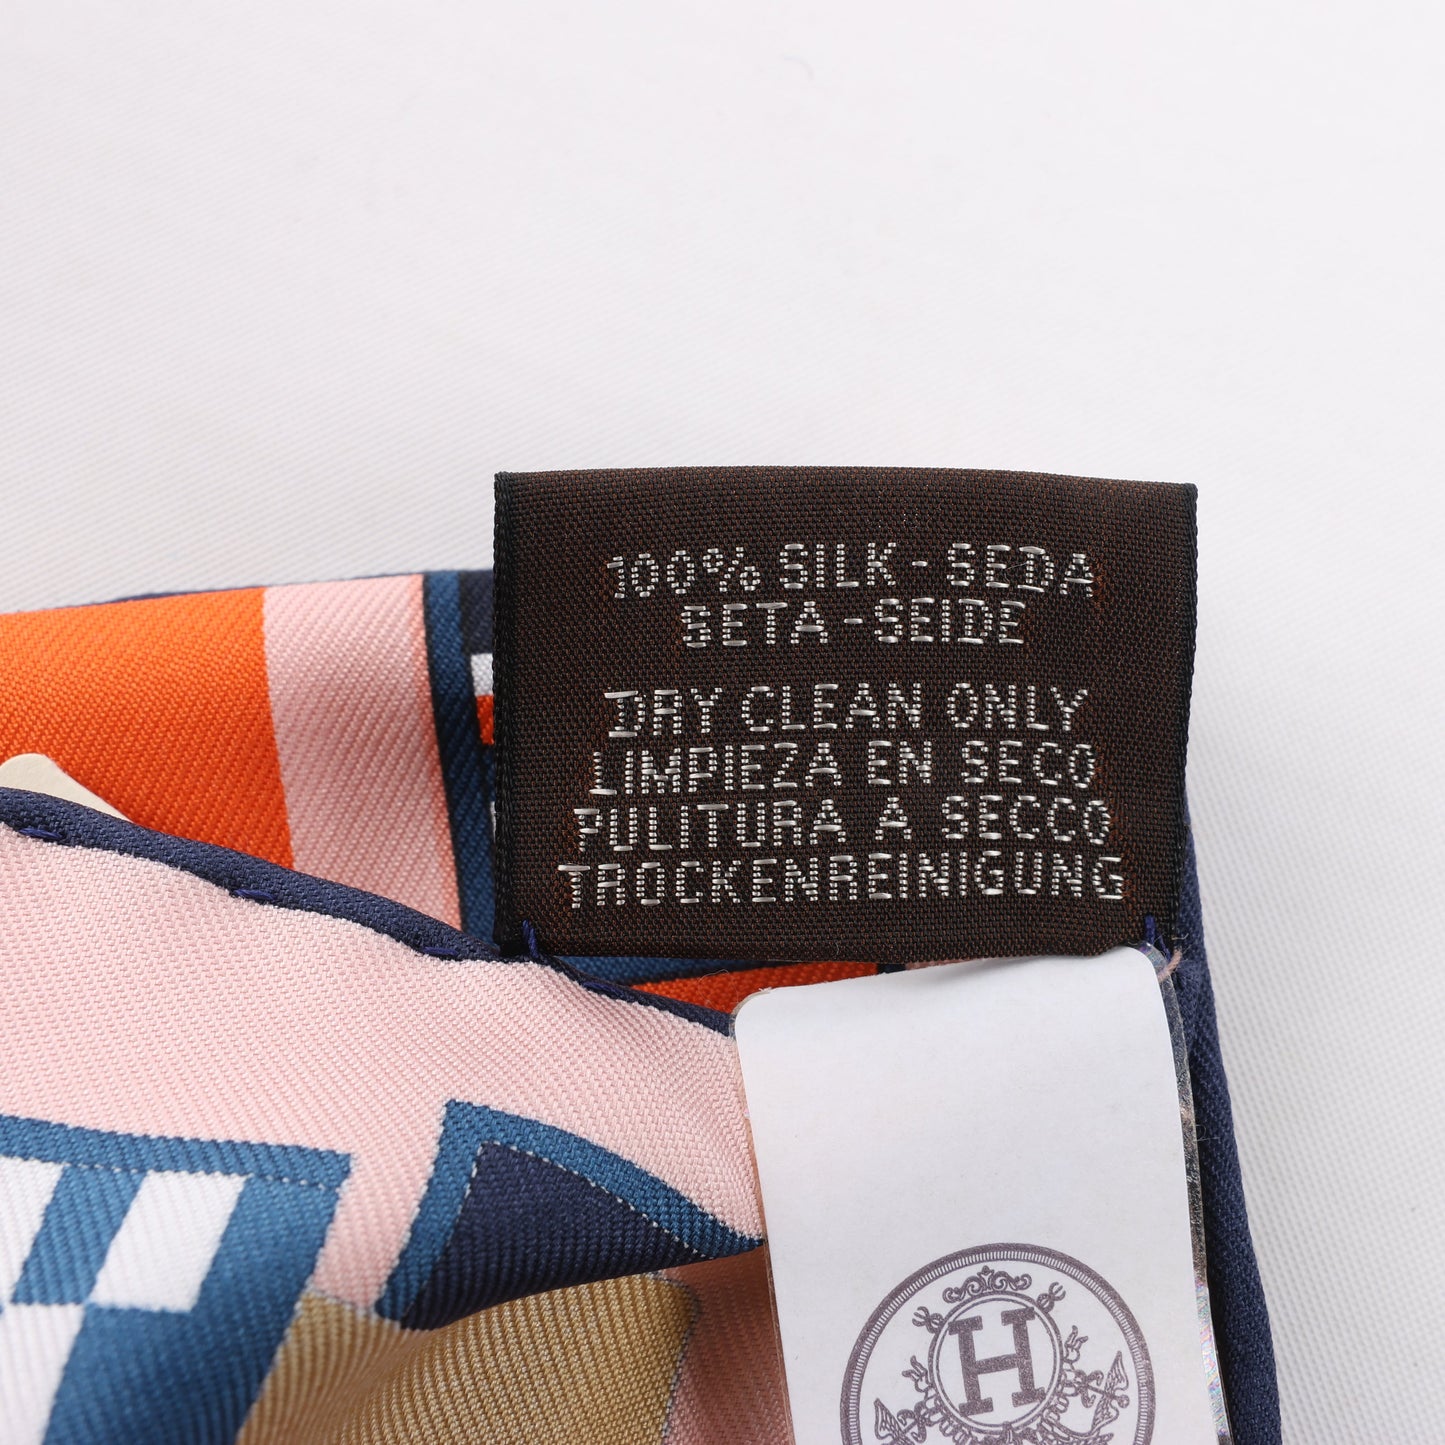 100% SILK - SEDA
SETA - SEIDE
DRY CLEAN ONLY
LIMPIEZA EN SECO
PULITURA A SECCO
TROCKENREINIGUNG
H